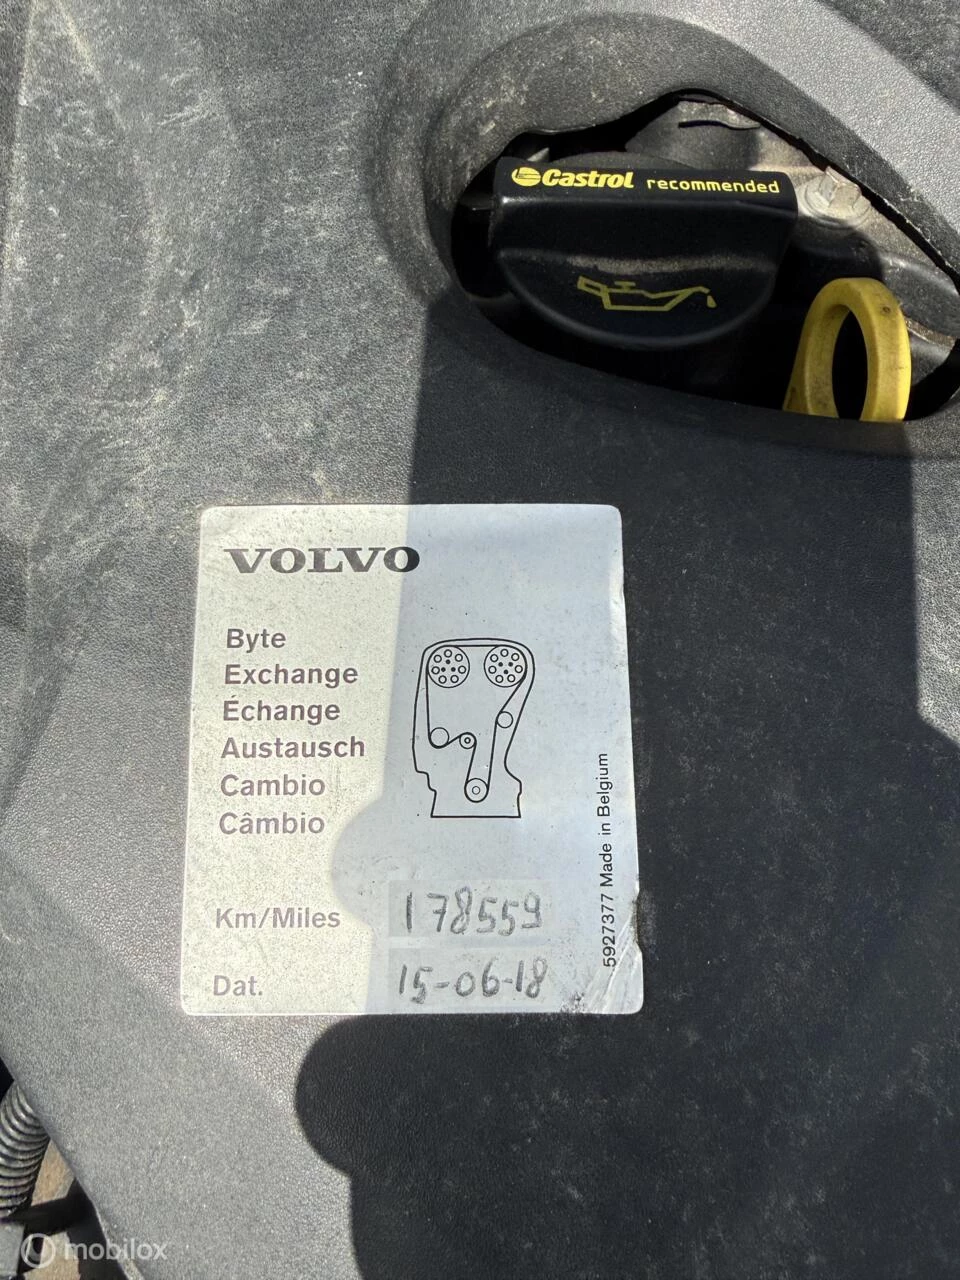 Castrol recommended
VOLVO
Byte
Exchange
Échange
Austausch
Cambio
Câmbio
Km/Miles 178559
Dat. 15-06-18
5927377 Made in Belgium
mobilox